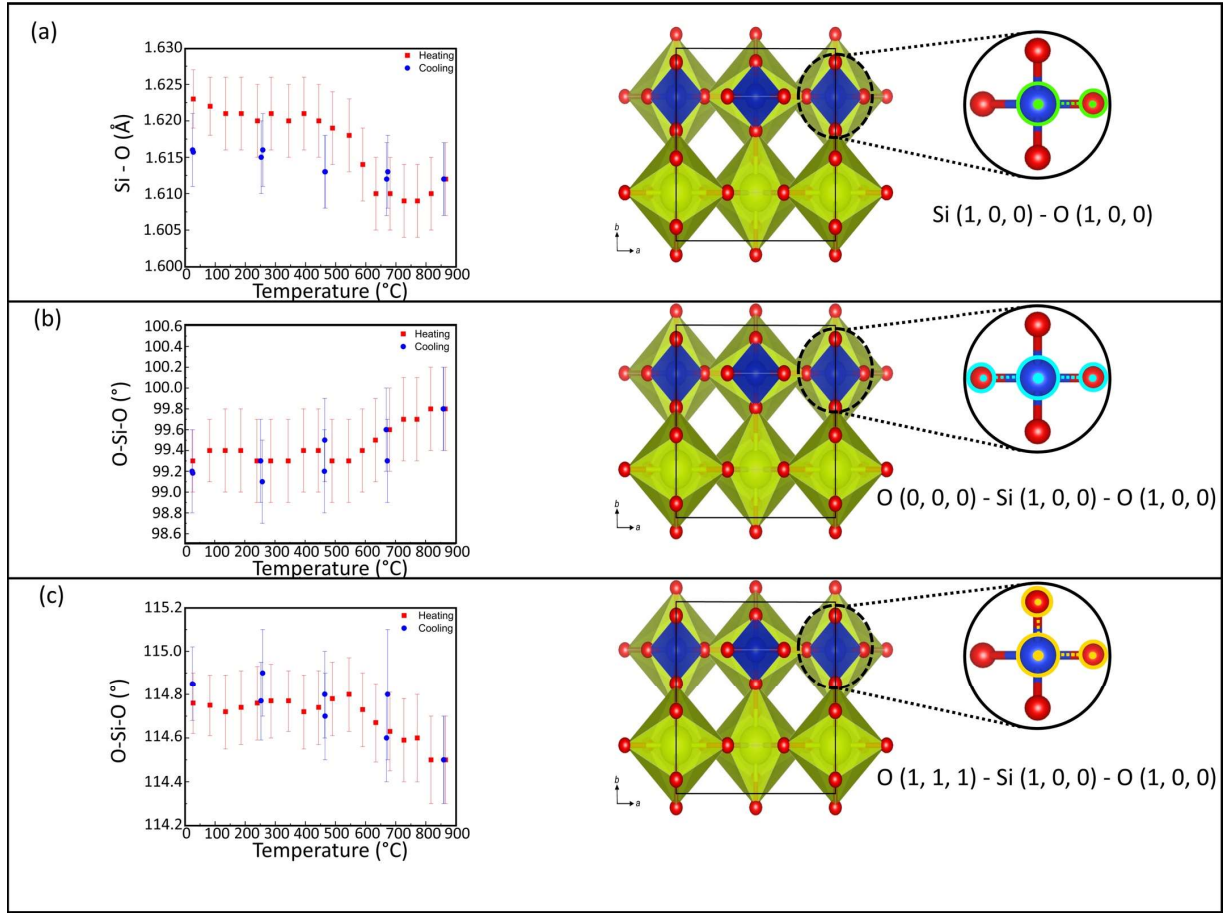 (a)
Si - O (Å)
1.630
1.625
1.620
1.615
1.610
1.605
1.600
Heating
Cooling
0 100 200 300 400 500 600 700 800 900
Temperature (°C)
b
a
Si (1, 0, 0) - O (1, 0, 0)
(b)
O-Si-O (°)
100.6
100.4
100.2
100.0
99.8
99.6
99.4
99.2
99.0
98.8
98.6
Heating
Cooling
0 100 200 300 400 500 600 700 800 900
Temperature (°C)
b
a
O (0, 0, 0) - Si (1, 0, 0) - O (1, 0, 0)
(c)
O-Si-O (°)
115.2
115.0
114.8
114.6
114.4
114.2
Heating
Cooling
0 100 200 300 400 500 600 700 800 900
Temperature (°C)
b
a
O (1, 1, 1) - Si (1, 0, 0) - O (1, 0, 0)